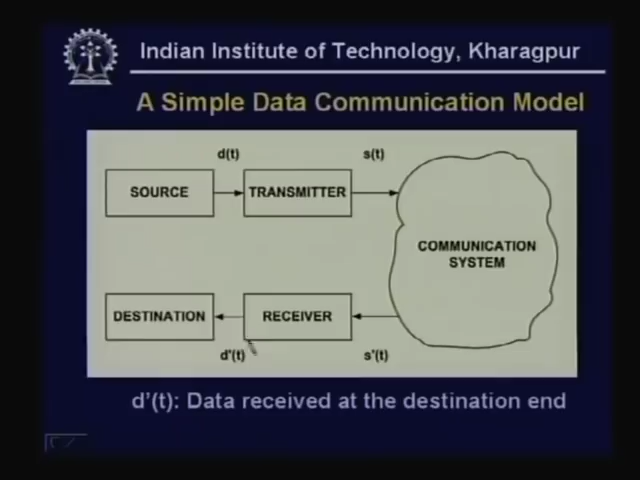 Indian Institute of Technology, Kharagpur
A Simple Data Communication Model
d(t)
s(t)
SOURCE
TRANSMITTER
COMMUNICATION
SYSTEM
DESTINATION
RECEIVER
d'(t)
s'(t)
d'(t): Data received at the destination end